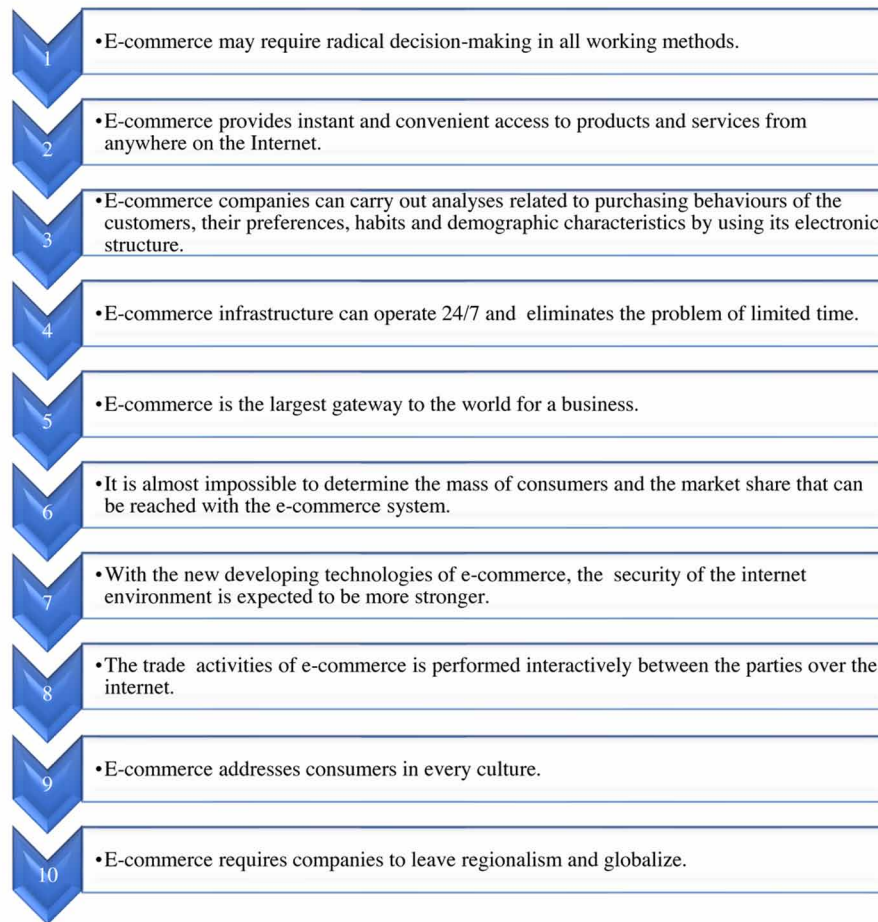 1
•E-commerce may require radical decision-making in all working methods.
2
•E-commerce provides instant and convenient access to products and services from
anywhere on the Internet.
3
•E-commerce companies can carry out analyses related to purchasing behaviours of the
customers, their preferences, habits and demographic characteristics by using its electronic
structure.
4
•E-commerce infrastructure can operate 24/7 and  eliminates the problem of limited time.
5
•E-commerce is the largest gateway to the world for a business.
6
•It is almost impossible to determine the mass of consumers and the market share that can
be reached with the e-commerce system.
7
•With the new developing technologies of e-commerce, the  security of the internet
environment is expected to be more stronger.
8
•The trade  activities of e-commerce is performed interactively between the parties over the
internet.
9
•E-commerce addresses consumers in every culture.
10
•E-commerce requires companies to leave regionalism and globalize.